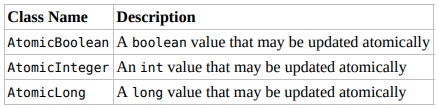 Class Name Description
AtomicBoolean A boolean value that may be updated atomically
AtomicInteger An int value that may be updated atomically
AtomicLong A long value that may be updated atomically